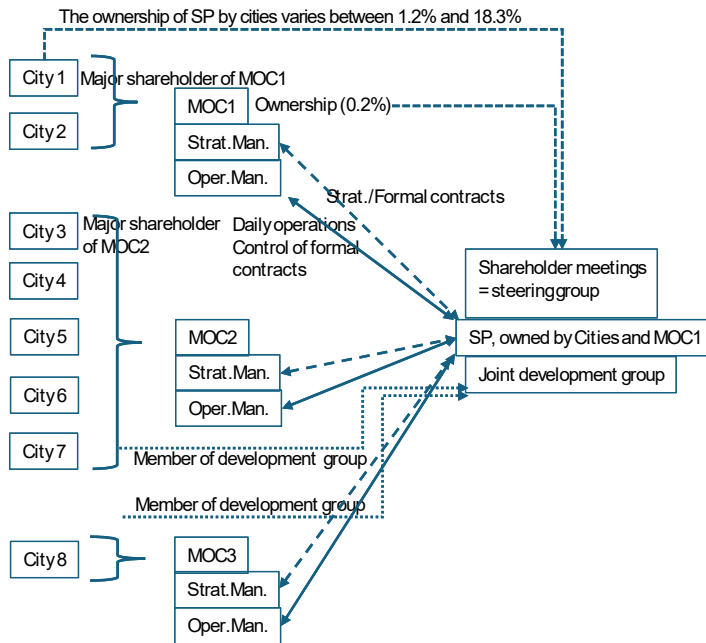 The ownership of SP by cities varies between 1.2% and 18.3%
City 1
Major shareholder of MOC1
City 2
MOC1
Ownership (0.2%)
Strat.Man.
Oper.Man.
Strat./Formal contracts
City 3
Major shareholder
of MOC2
Daily operations
Control of formal
contracts
City 4
Shareholder meetings
= steering group
City 5
MOC2
SP, owned by Cities and MOC1
Strat.Man.
Joint development group
City 6
Oper.Man.
City 7
Member of development group
Member of development group
City 8
MOC3
Strat.Man.
Oper.Man.